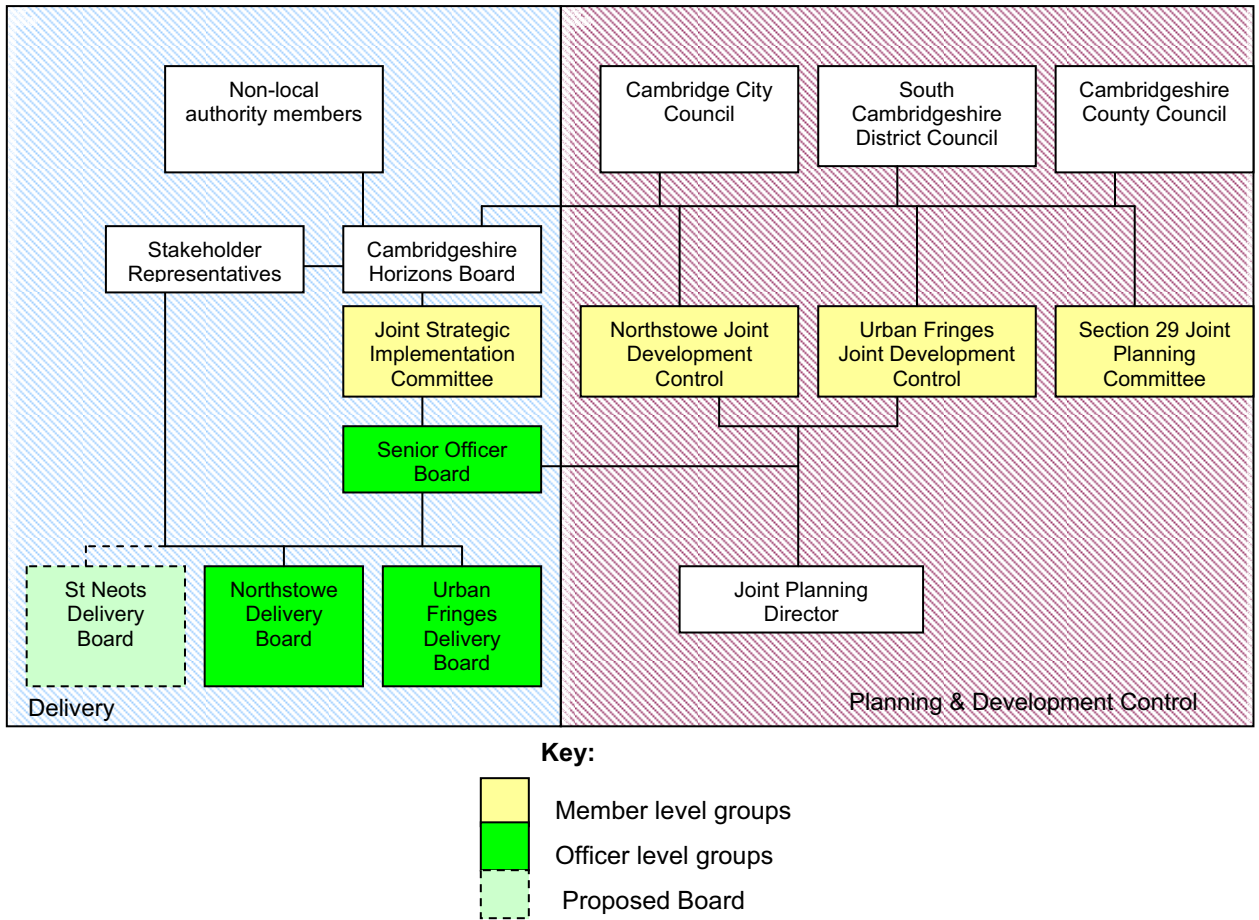 Non-local
authority members
Cambridge City
Council
South
Cambridgeshire
District Council
Cambridgeshire
County Council
Stakeholder
Representatives
Cambridgeshire
Horizons Board
Joint Strategic
Implementation
Committee
Northstowe Joint
Development
Control
Urban Fringes
Joint Development
Control
Section 29 Joint
Planning
Committee
Senior Officer
Board
St Neots
Delivery
Board
Northstowe
Delivery
Board
Urban
Fringes
Delivery
Board
Joint Planning
Director
Delivery
Planning & Development Control
Key:
Member level groups
Officer level groups
Proposed Board